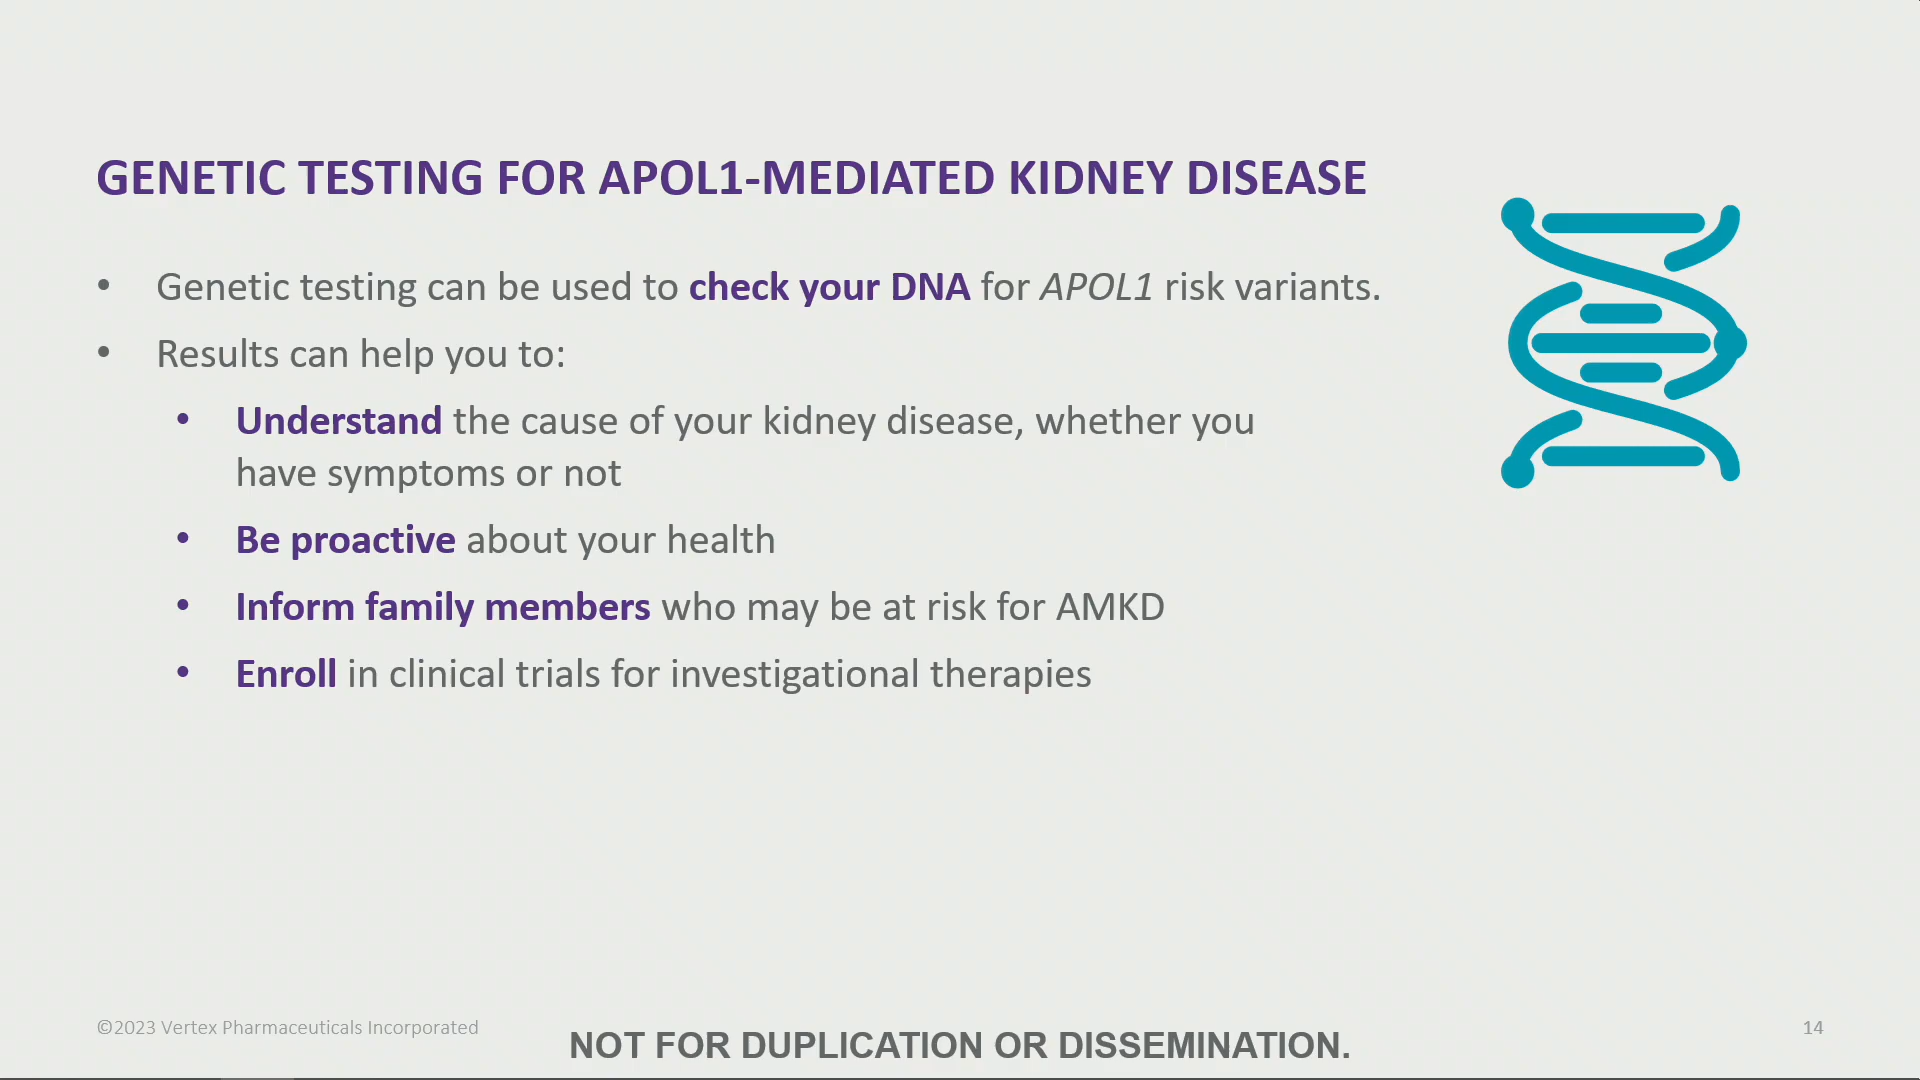 GENETIC TESTING FOR APOL1-MEDIATED KIDNEY DISEASE
• Genetic testing can be used to check your DNA for APOL1 risk variants.
• Results can help you to:
• Understand the cause of your kidney disease, whether you
have symptoms or not
• Be proactive about your health
• Inform family members who may be at risk for AMKD
• Enroll in clinical trials for investigational therapies
©2023 Vertex Pharmaceuticals Incorporated
NOT FOR DUPLICATION OR DISSEMINATION.
14